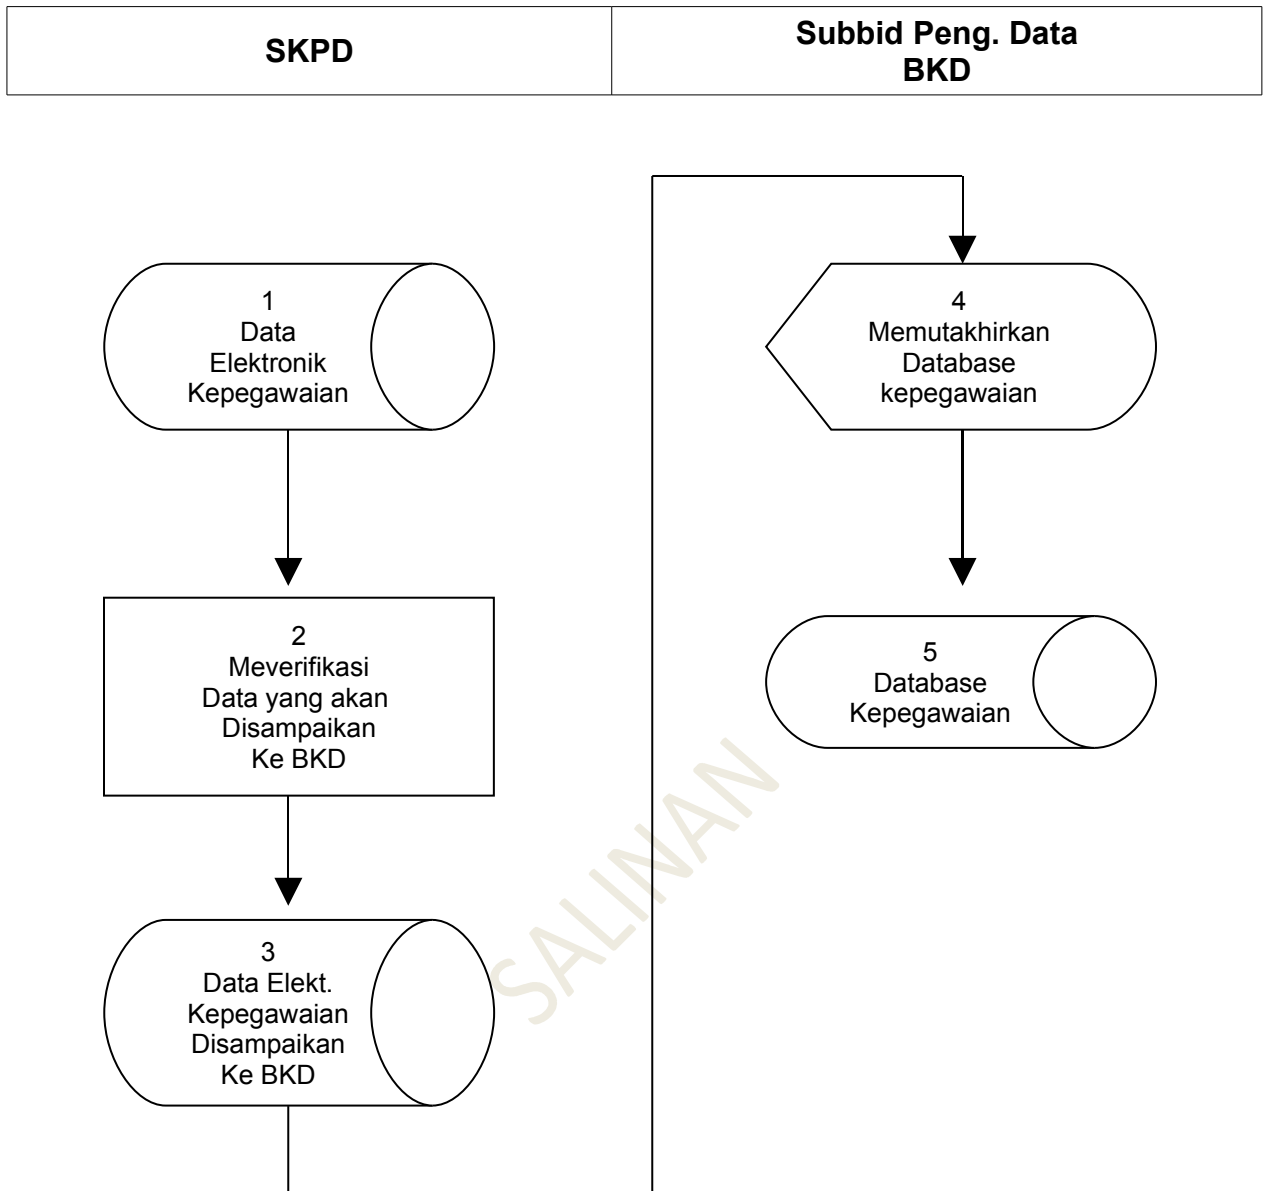 SKPD
Subbid Peng. Data
BKD
1
Data
Elektronik
Kepegawaian
2
Meverifikasi
Data yang akan
Disampaikan
Ke BKD
3
Data Elekt.
Kepegawaian
Disampaikan
Ke BKD
4
Memutakhirkan
Database
kepegawaian
5
Database
Kepegawaian
SALINAN